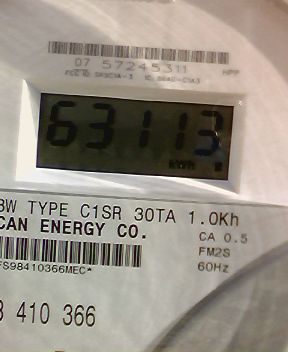 07 57245311
63113
KWH
3W TYPE C1SR 30TA 1.0Kh
CAN ENERGY CO.
CA 0.5
FM2S
60Hz
FS98410366MEC*
8 410 366